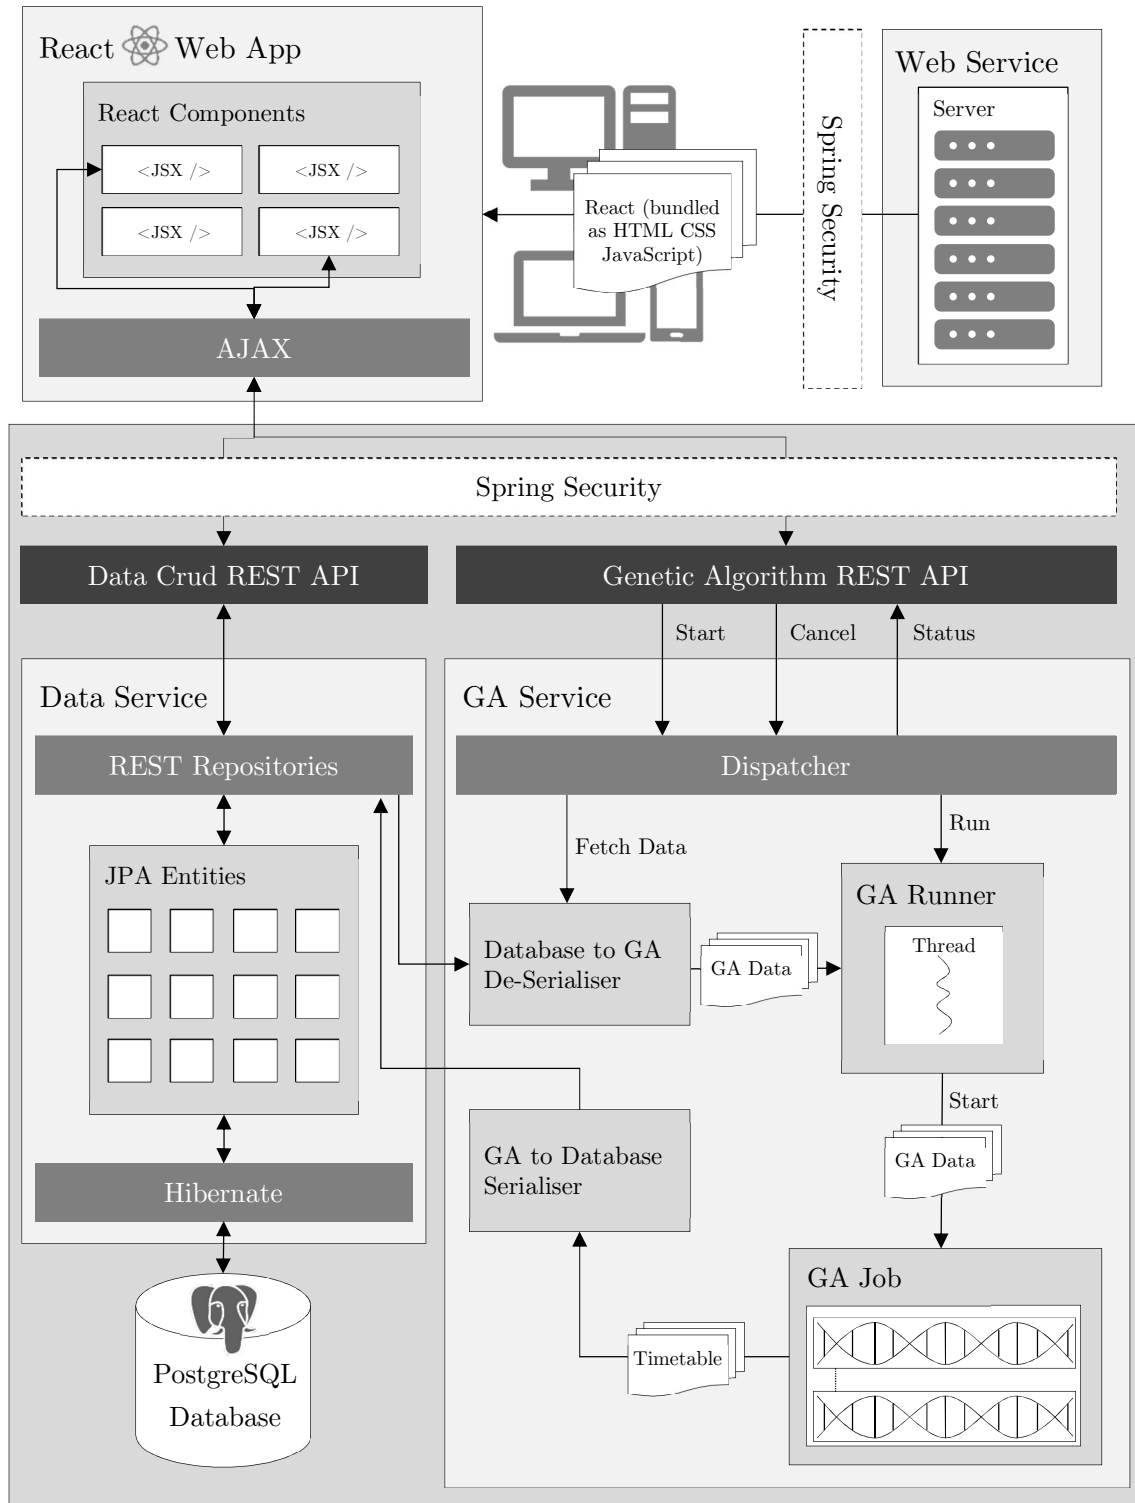 React Web App
React Components
<JSX />
<JSX />
<JSX />
<JSX />
AJAX
React (bundled
as HTML CSS
JavaScript)
Spring Security
Web Service
Server
Spring Security
Data Crud REST API
Genetic Algorithm REST API
Start
Cancel
Status
Data Service
REST Repositories
JPA Entities
Hibernate
PostgreSQL
Database
GA Service
Dispatcher
Fetch Data
Run
Database to GA
De-Serialiser
GA Data
GA Runner
Thread
Start
GA Data
GA to Database
Serialiser
Timetable
GA Job